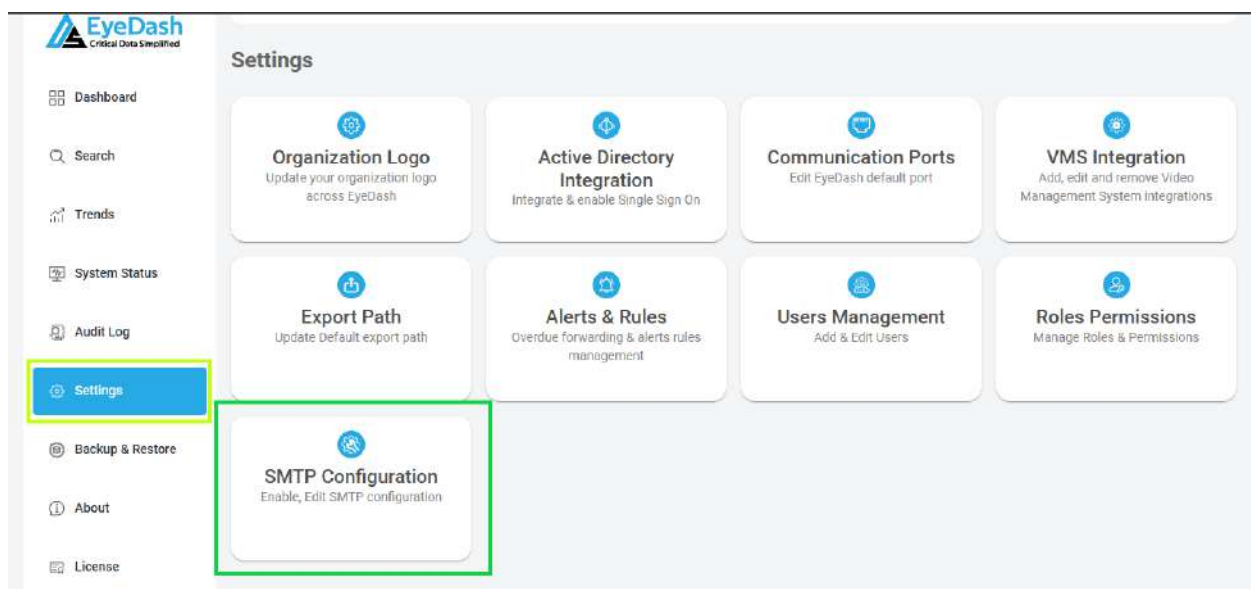 EyeDash
Critical Data Simplified
Dashboard
Search
Trends
System Status
Audit Log
Settings
Backup & Restore
About
License
Settings
Organization Logo
Update your organization logo
across EyeDash
Active Directory
Integration
Integrate & enable Single Sign On
Communication Ports
Edit EyeDash default port
VMS Integration
Add, edit and remove Video
Management System integrations
Export Path
Update Default export path
Alerts & Rules
Overdue forwarding & alerts rules
management
Users Management
Add & Edit Users
Roles Permissions
Manage Roles & Permissions
SMTP Configuration
Enable, Edit SMTP configuration